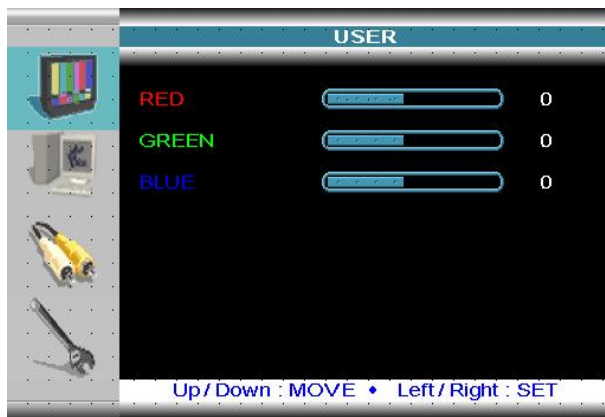 USER
RED 0
GREEN 0
BLUE 0
Up/Down : MOVE • Left/Right : SET